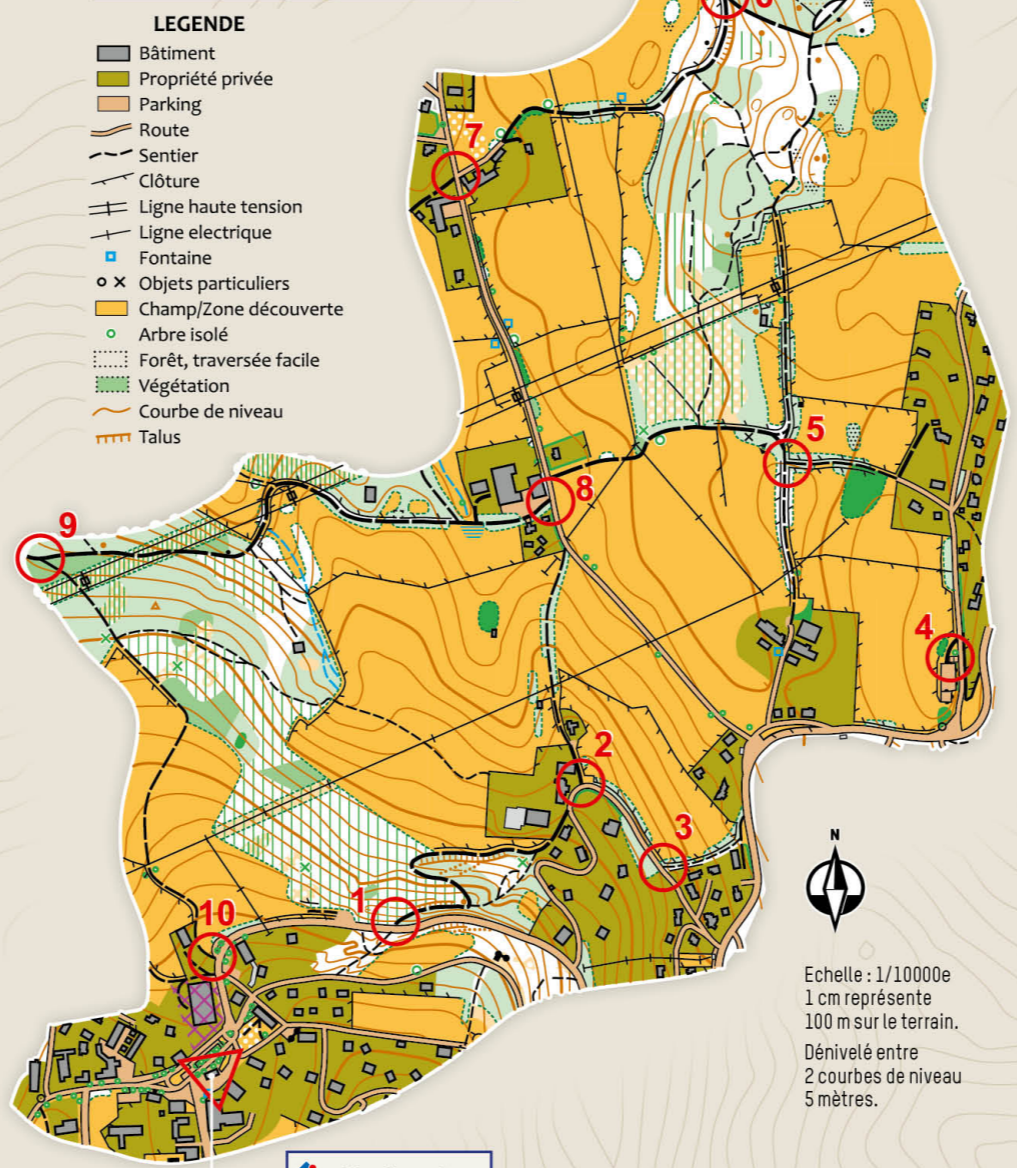 LEGENDE
Bâtiment
Propriété privée
Parking
Route
Sentier
Clôture
Ligne haute tension
Ligne electrique
Fontaine
Objets particuliers
Champ/Zone découverte
Arbre isolé
Forêt, traversée facile
Végétation
Courbe de niveau
Talus
6
7
5
8
9
4
2
3
1
10
N
Echelle : 1/10000e
1 cm représente
100 m sur le terrain.
Dénivelé entre
2 courbes de niveau
5 mètres.